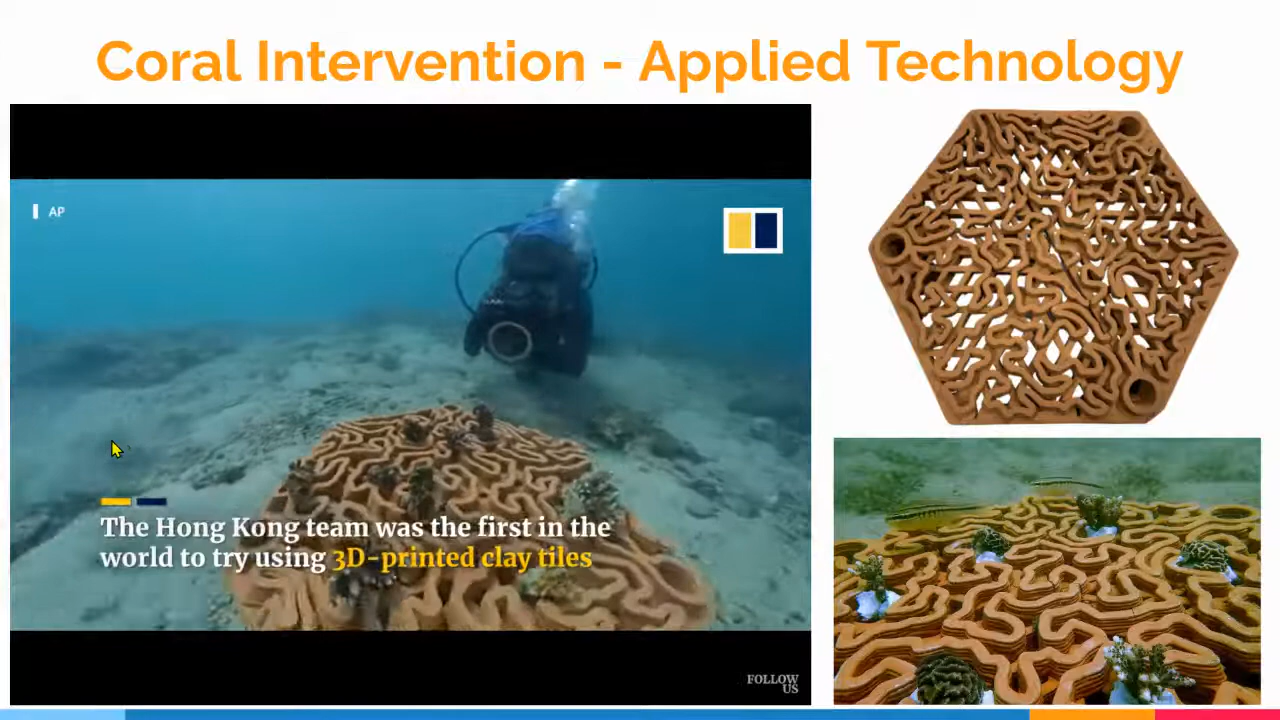 Coral Intervention - Applied Technology
AP
The Hong Kong team was the first in the
world to try using 3D-printed clay tiles
FOLLOW
US